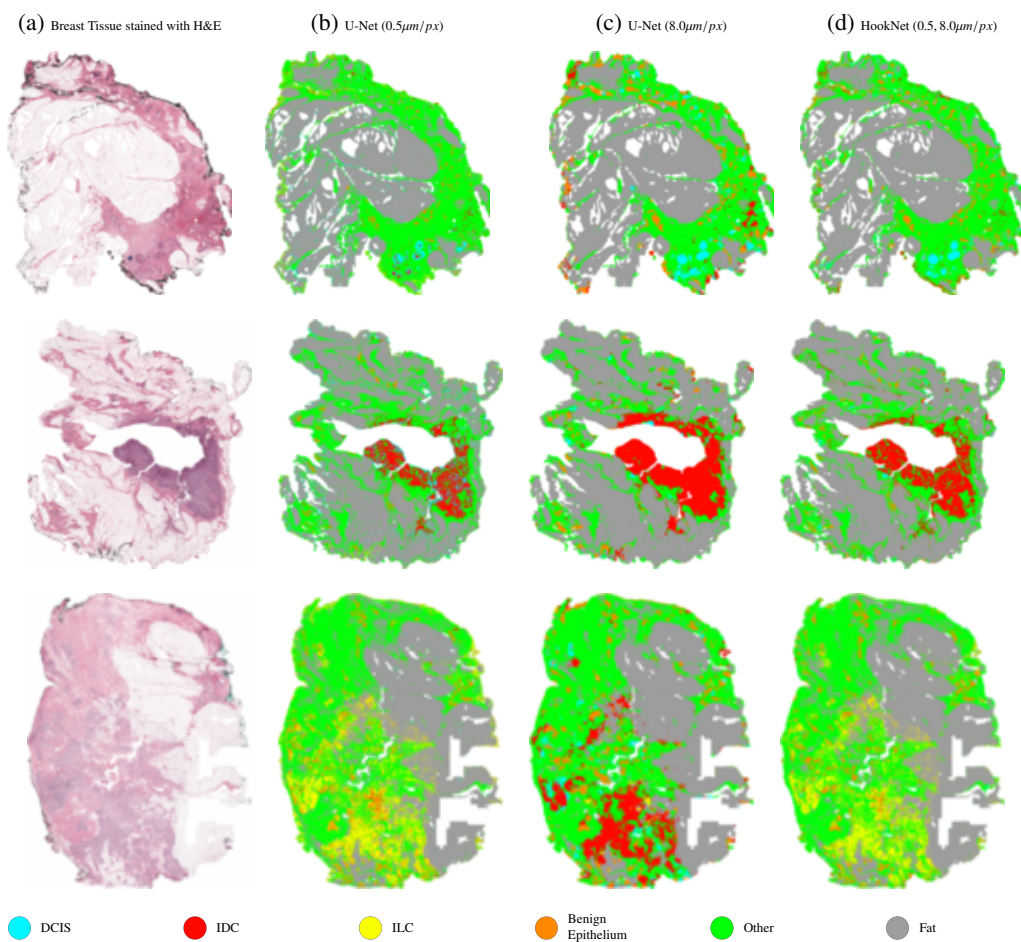 (a) Breast Tissue stained with H&E
(b) U-Net (0.5μm/px)
(c) U-Net (8.0μm/px)
(d) HookNet (0.5, 8.0μm/px)
DCIS
IDC
ILC
Benign
Epithelium
Other
Fat